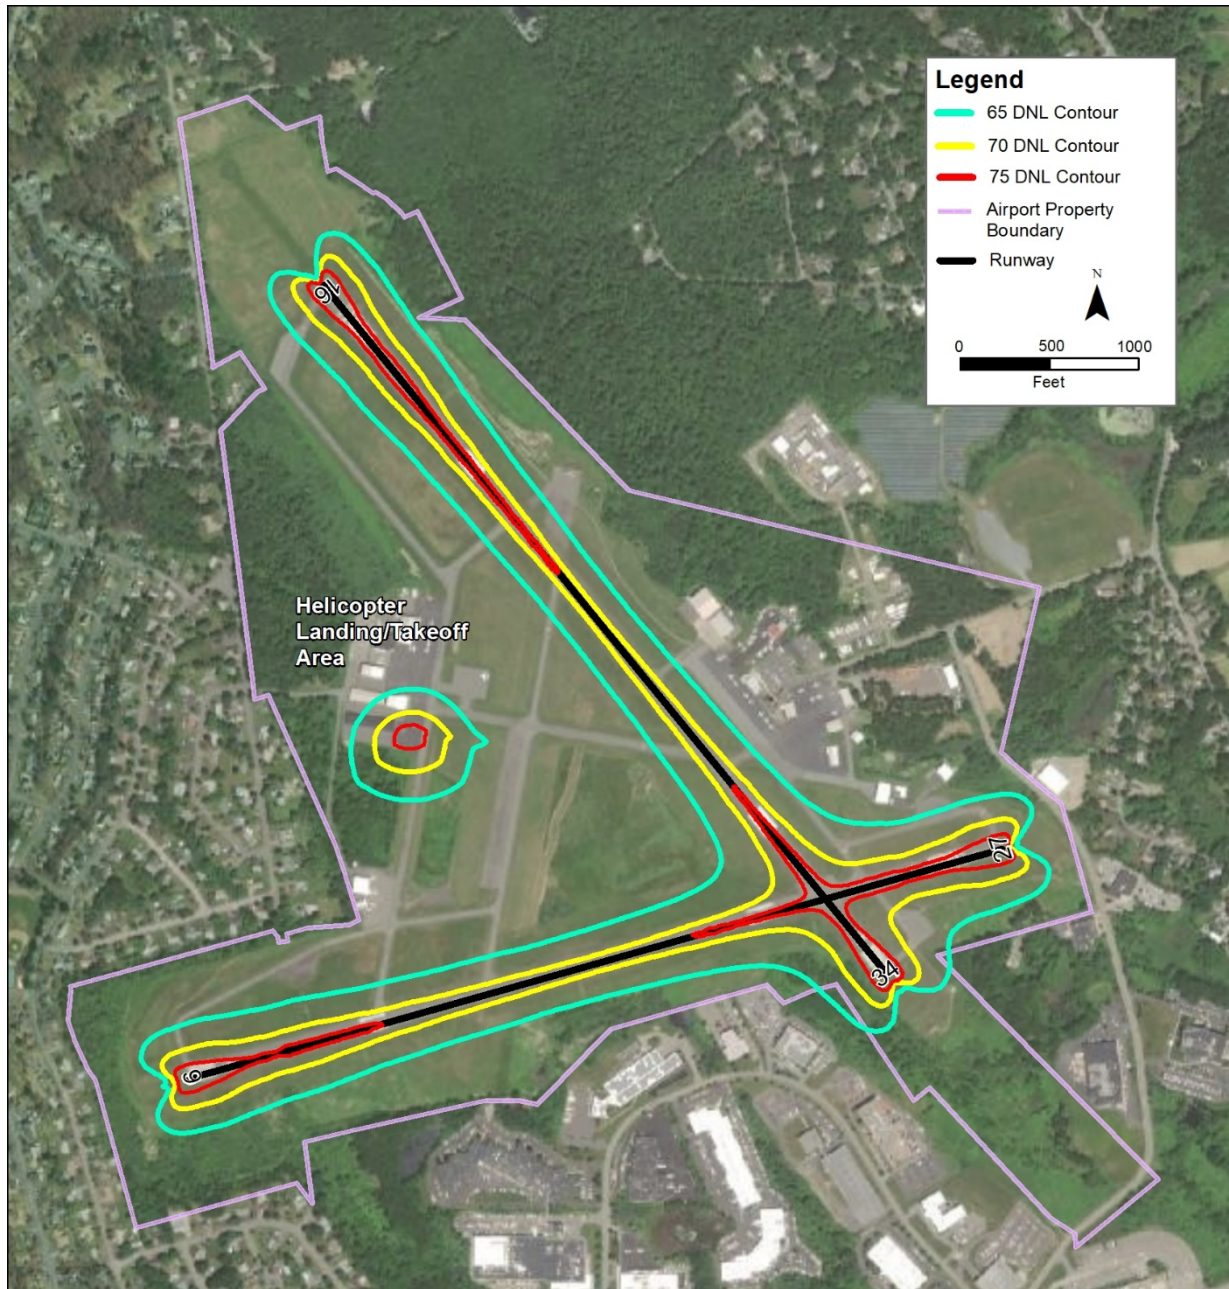 Legend
65 DNL Contour
70 DNL Contour
75 DNL Contour
Airport Property
Boundary
Runway
N
0 500 1000
Feet
16
Helicopter
Landing/Takeoff
Area
27
34
9